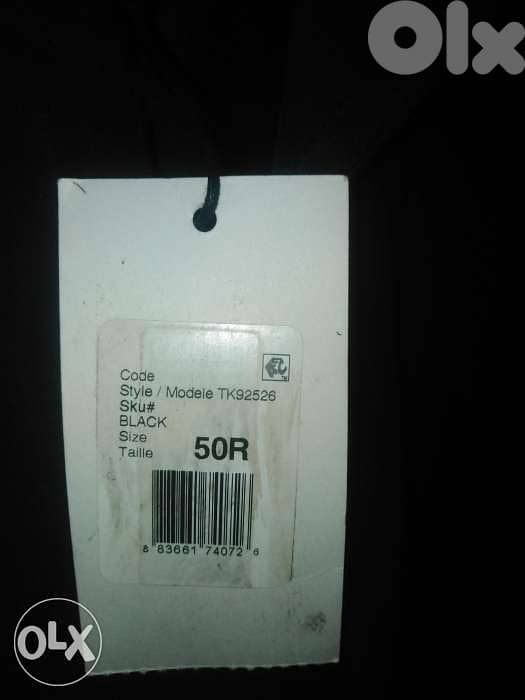 OLX
Code
Style / Modele TK92526
Sku#
BLACK
Size
Taille 50R
8 83661 74072 6
OLX